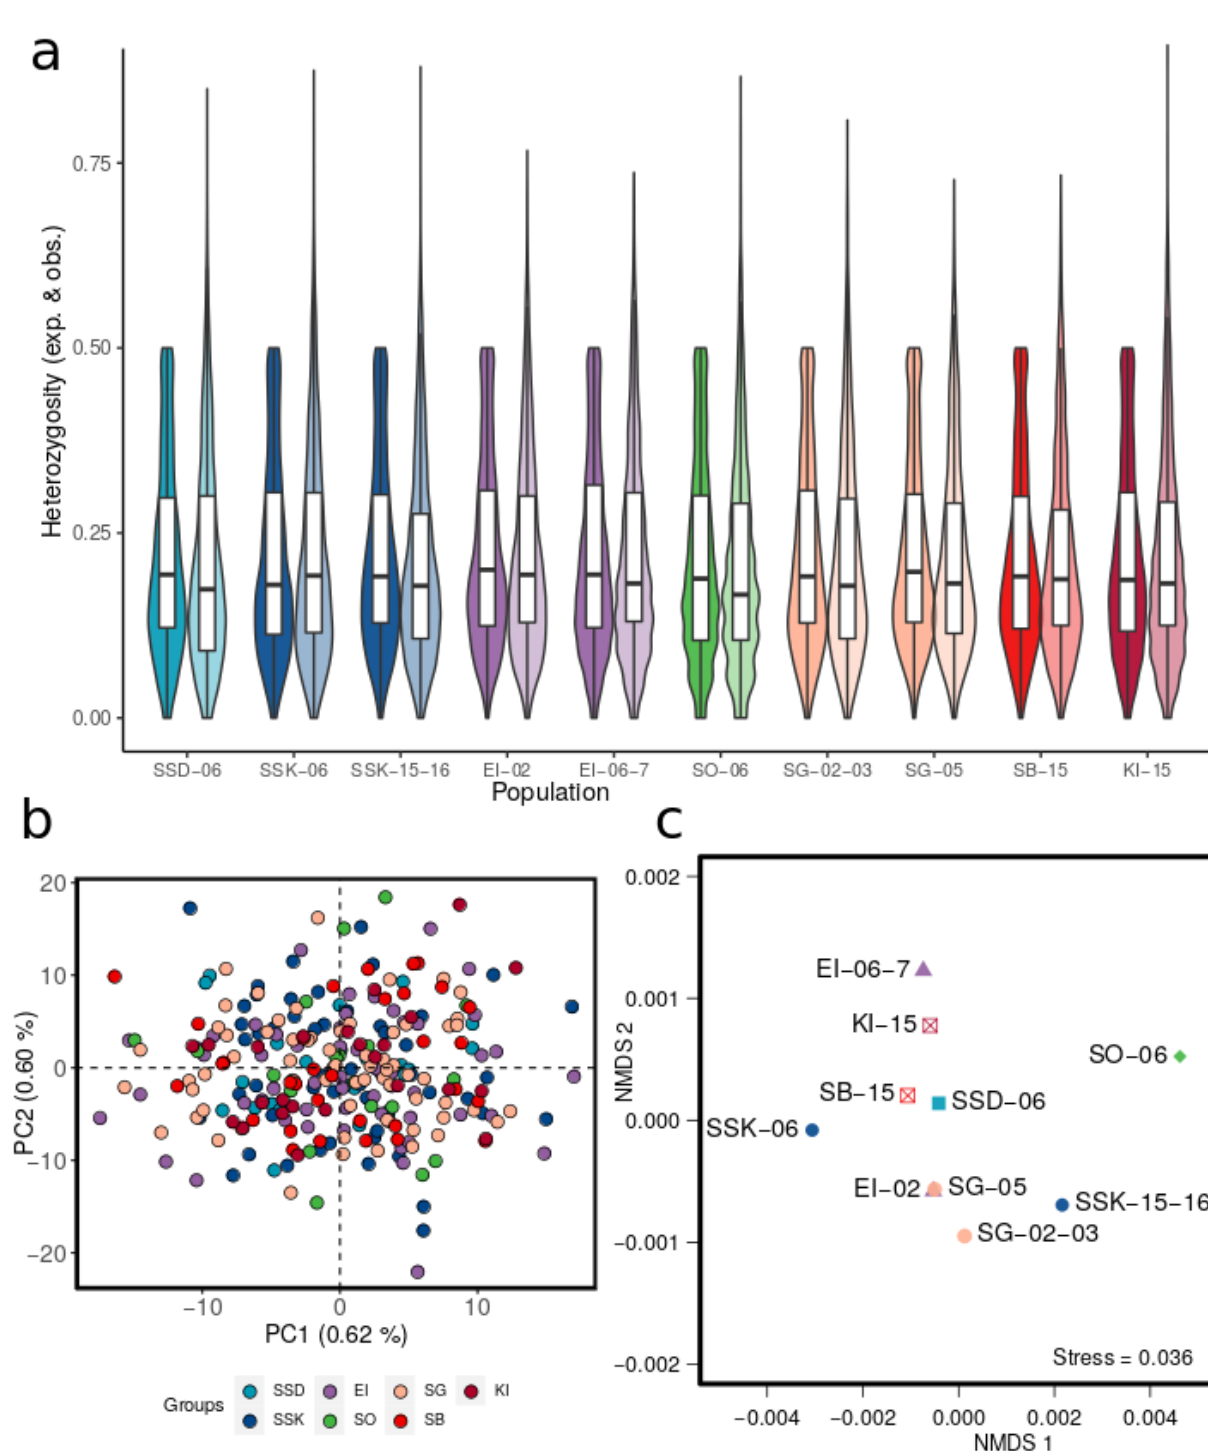 a
Heterozygosity (exp. & obs.)
0.75
0.50
0.25
0.00
SSD−06 SSK−06 SSK−15−16 EI−02 EI−06−7 SO−06 SG−02−03 SG−05 SB−15 KI−15
Population
b
PC2 (0.60 %)
20
10
0
−10
−20
−10 0 10
PC1 (0.62 %)
Groups
SSD EI SG KI
SSK SO SB
c
NMDS 2
0.002
0.001
0.000
−0.001
−0.002
EI−06−7
KI−15
SO−06
SB−15
SSD−06
SSK−06
EI−02
SG−05
SSK−15−16
SG−02−03
Stress = 0.036
−0.004 −0.002 0.000 0.002 0.004
NMDS 1